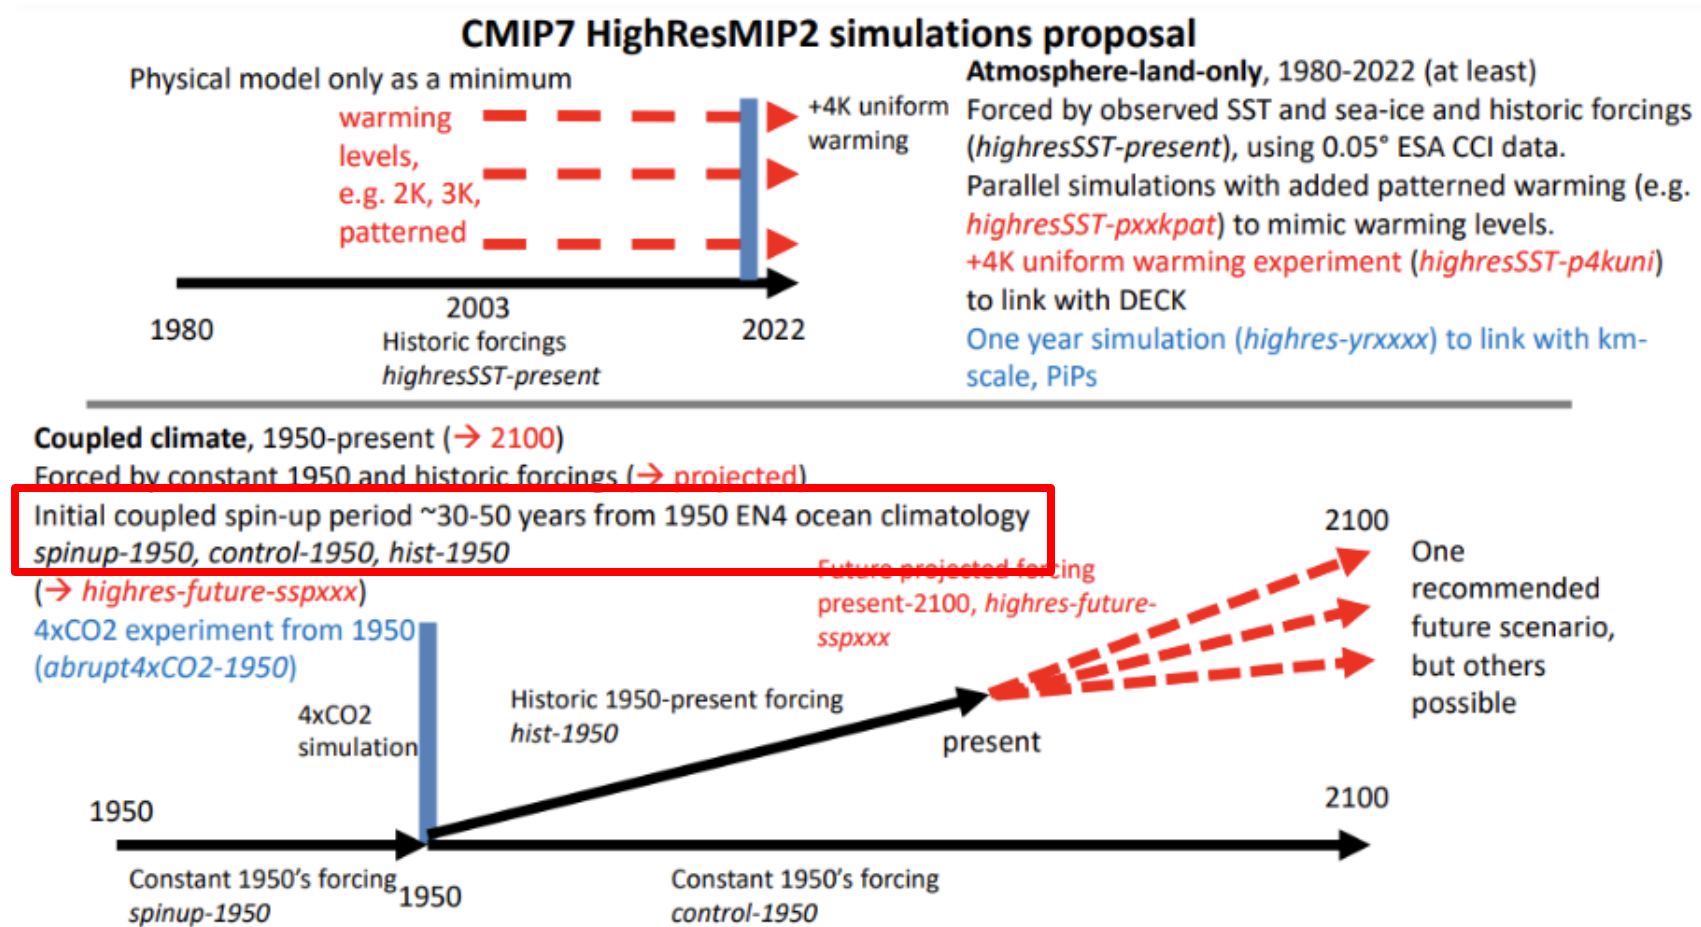 CMIP7 HighResMIP2 simulations proposal
Physical model only as a minimum
warming
levels,
e.g. 2K, 3K,
patterned
+4K uniform
warming
1980
2003
2022
Historic forcings
highresSST-present
Atmosphere-land-only, 1980-2022 (at least)
Forced by observed SST and sea-ice and historic forcings
(highresSST-present), using 0.05° ESA CCI data.
Parallel simulations with added patterned warming (e.g.
highresSST-pxxkpat) to mimic warming levels.
+4K uniform warming experiment (highresSST-p4kuni)
to link with DECK
One year simulation (highres-yrxxxx) to link with km-
scale, PiPs
Coupled climate, 1950-present (→ 2100)
Forced by constant 1950 and historic forcings (→ projected)
Initial coupled spin-up period ~30-50 years from 1950 EN4 ocean climatology
spinup-1950, control-1950, hist-1950
(→ highres-future-sspxxx)
4xCO2 experiment from 1950
(abrupt4xCO2-1950)
4xCO2
simulation
Historic 1950-present forcing
hist-1950
Future projected forcing
present-2100, highres-future-
sspxxx
present
2100
One
recommended
future scenario,
but others
possible
1950
2100
Constant 1950's forcing
spinup-1950
1950
Constant 1950's forcing
control-1950